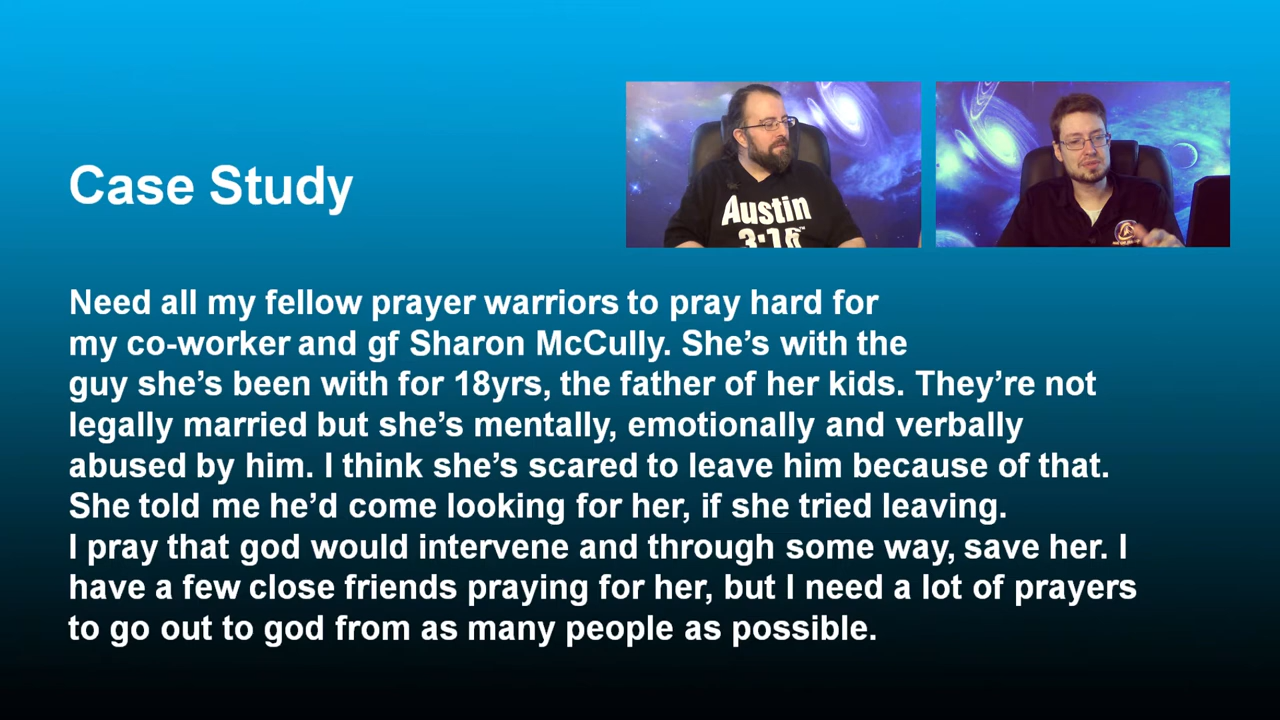 Austin
3:16
Case Study
Need all my fellow prayer warriors to pray hard for
my co-worker and gf Sharon McCully. She’s with the
guy she’s been with for 18yrs, the father of her kids. They’re not
legally married but she’s mentally, emotionally and verbally
abused by him. I think she’s scared to leave him because of that.
She told me he’d come looking for her, if she tried leaving.
I pray that god would intervene and through some way, save her. I
have a few close friends praying for her, but I need a lot of prayers
to go out to god from as many people as possible.